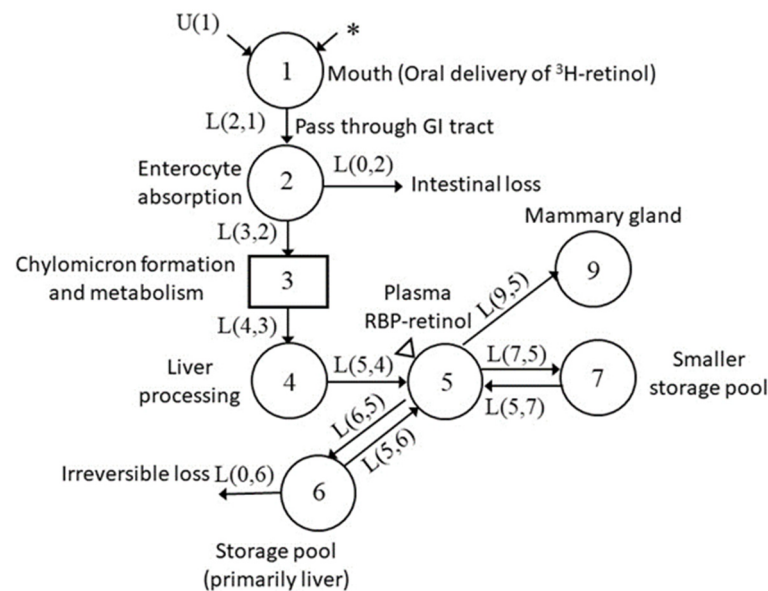 U(1)
*
1
Mouth (Oral delivery of ³H-retinol)
L(2,1)
Pass through GI tract
Enterocyte
absorption
2
L(0,2)
Intestinal loss
L(3,2)
Mammary gland
9
Chylomicron formation
and metabolism
3
Plasma
RBP-retinol
L(9,5)
L(4,3)
Liver
processing
4
L(5,4)
5
L(7,5)
L(5,7)
7
Smaller
storage pool
L(6,5)
L(5,6)
Irreversible loss L(0,6)
6
Storage pool
(primarily liver)